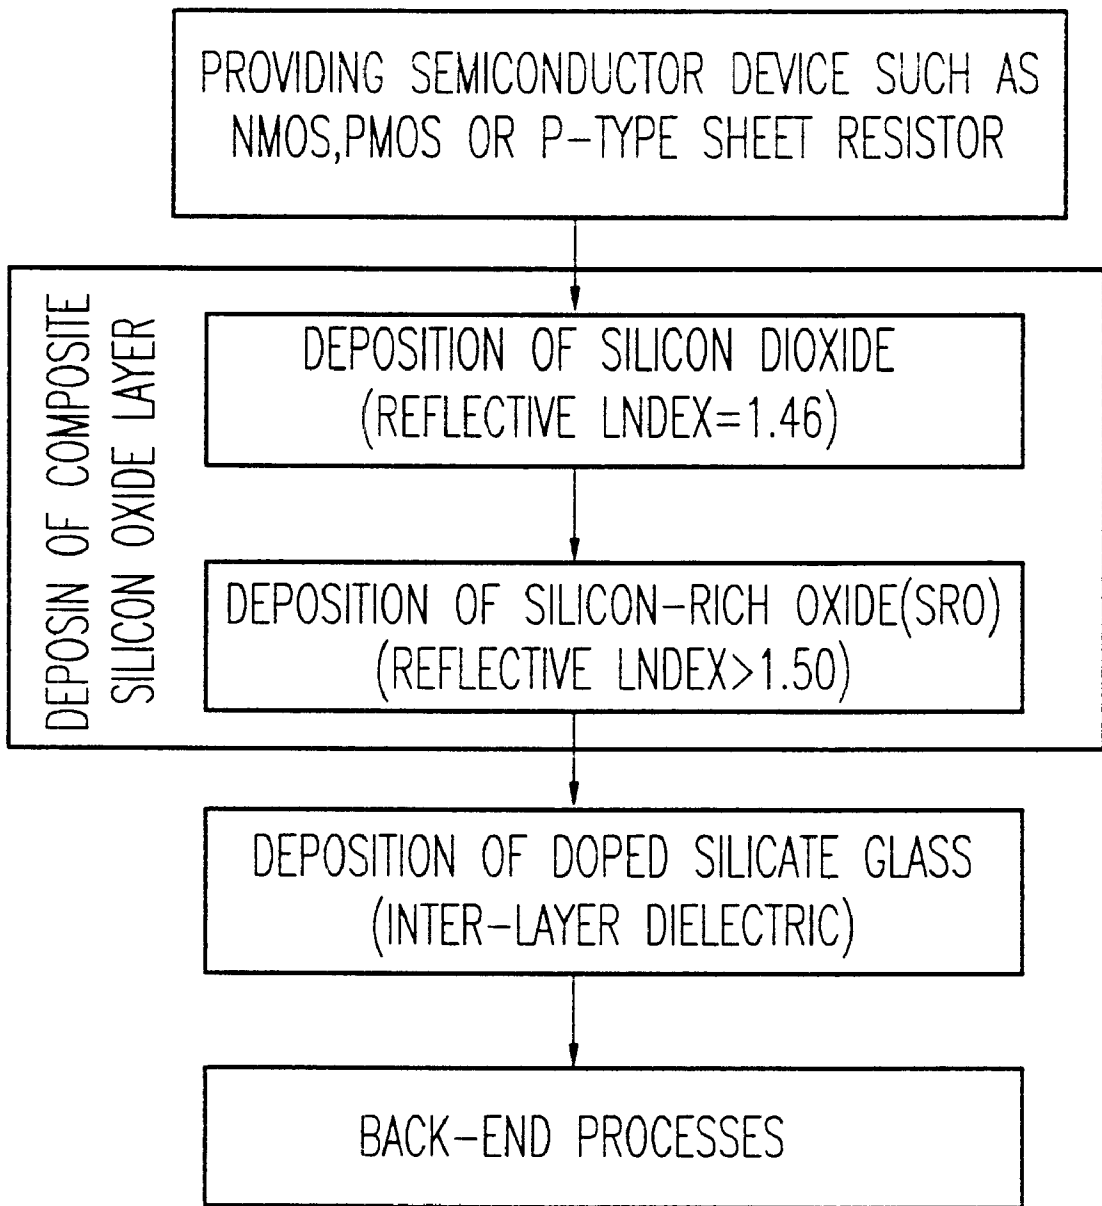 PROVIDING SEMICONDUCTOR DEVICE SUCH AS
NMOS,PMOS OR P-TYPE SHEET RESISTOR
DEPOSIN OF COMPOSITE
SILICON OXIDE LAYER
DEPOSITION OF SILICON DIOXIDE
(REFLECTIVE LNDEX=1.46)
DEPOSITION OF SILICON-RICH OXIDE(SRO)
(REFLECTIVE LNDEX>1.50)
DEPOSITION OF DOPED SILICATE GLASS
(INTER-LAYER DIELECTRIC)
BACK-END PROCESSES